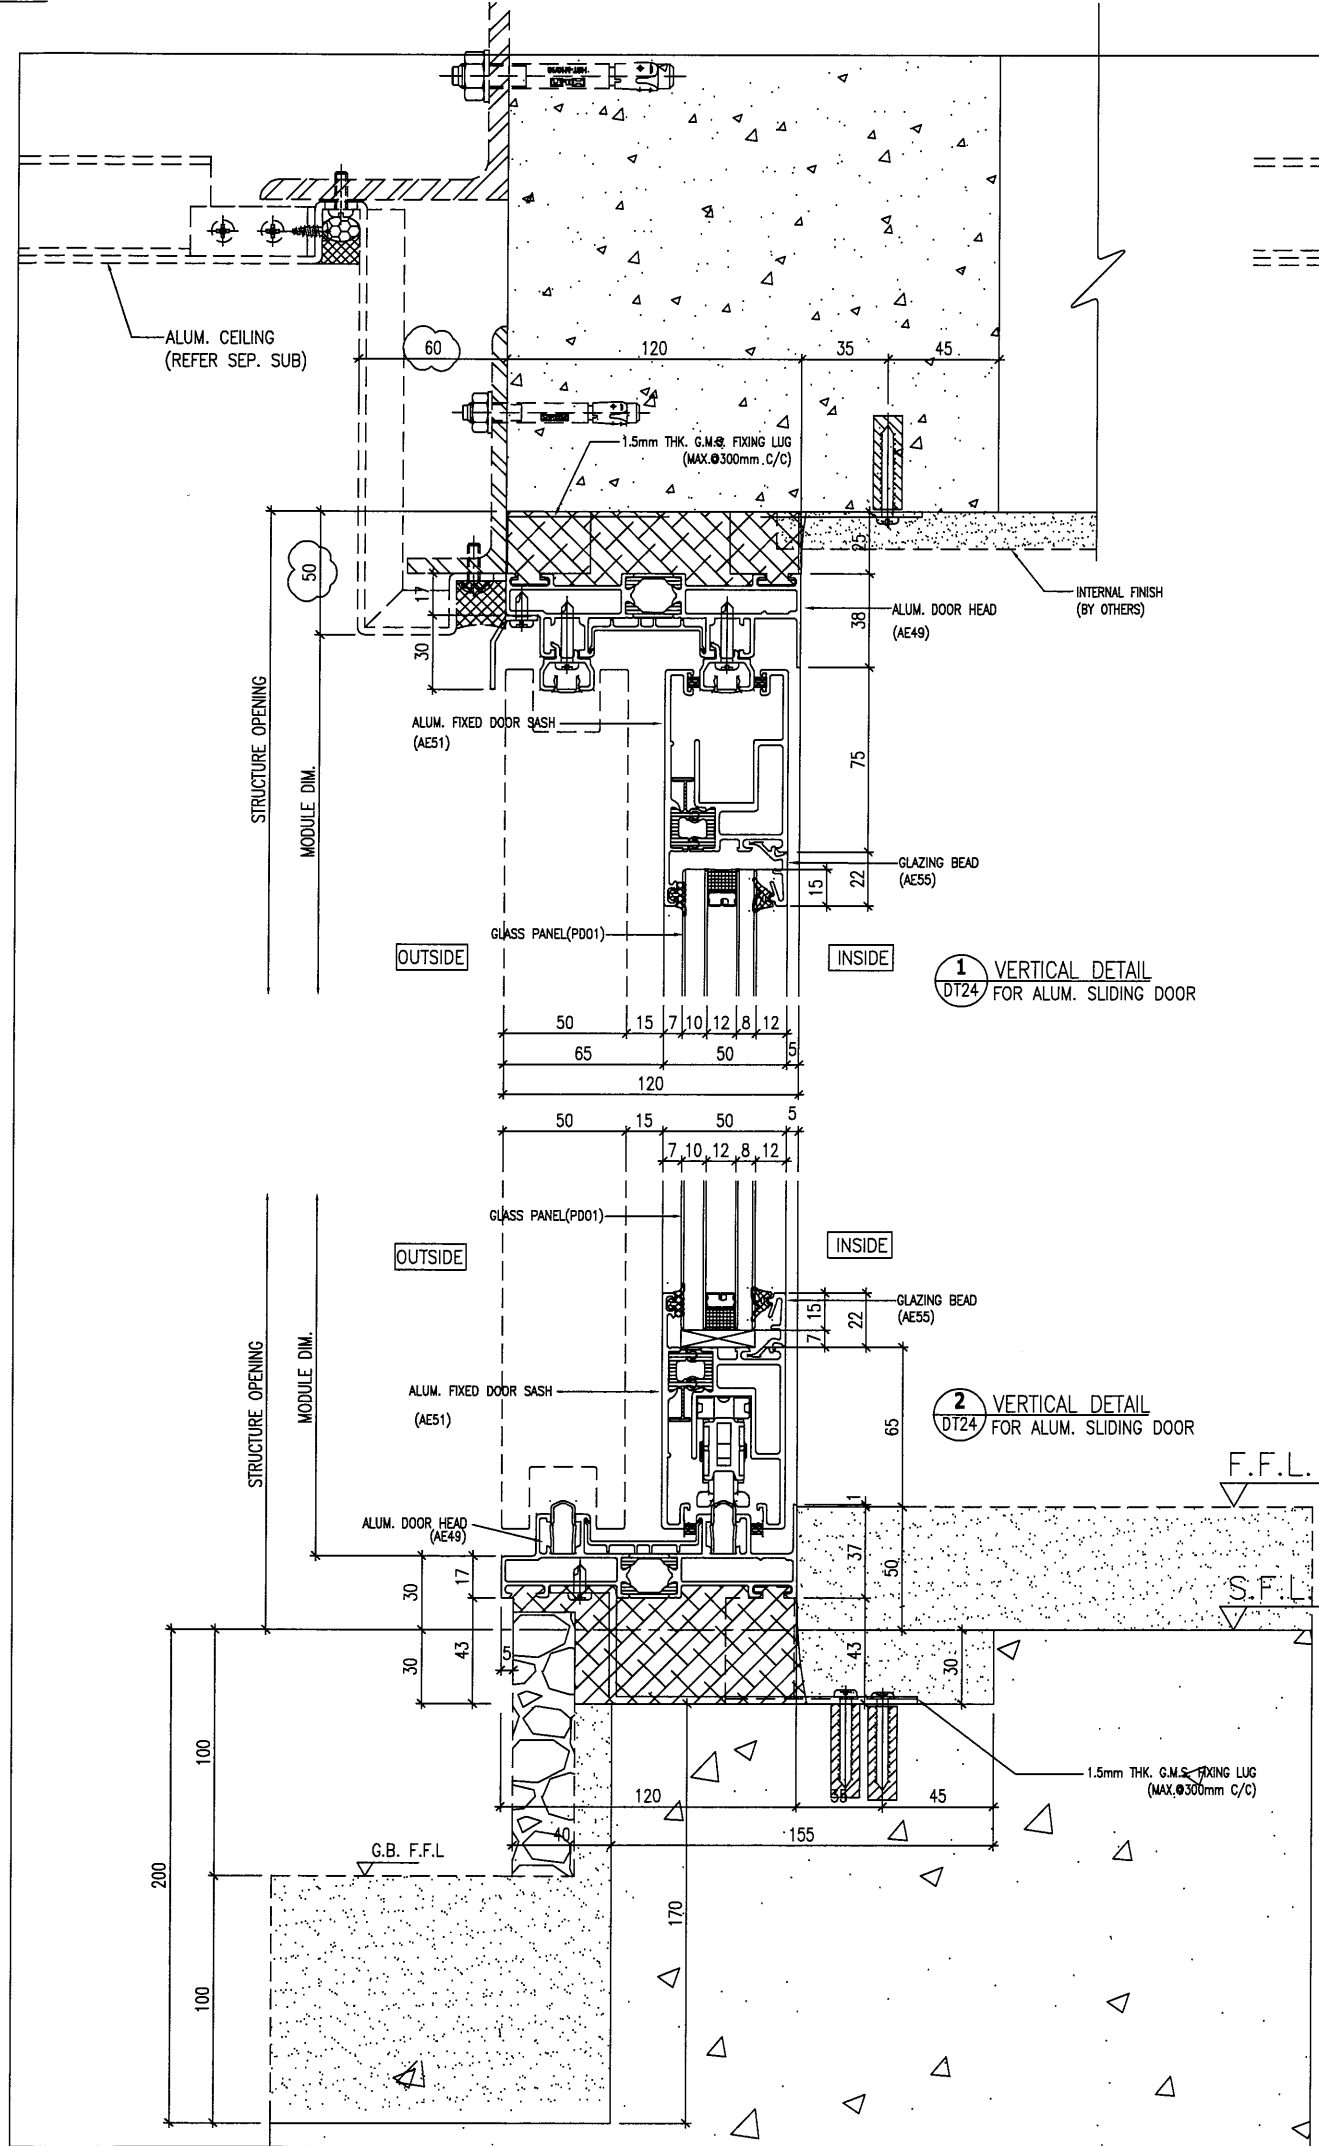 ALUM. CEILING
(REFER SEP. SUB)
60
120
35
45
1.5mm THK. G.M.S. FIXING LUG
(MAX.@300mm.C/C)
50
17
30
25
38
INTERNAL FINISH
(BY OTHERS)
ALUM. DOOR HEAD
(AE49)
STRUCTURE OPENING
MODULE DIM.
ALUM. FIXED DOOR SASH
(AE51)
75
GLAZING BEAD
(AE55)
15
22
GLASS PANEL(PD01)
OUTSIDE
INSIDE
1
DT24
VERTICAL DETAIL
FOR ALUM. SLIDING DOOR
50
15
7
10
12
8
12
65
50
5
120
50
15
50
5
7
10
12
8
12
GLASS PANEL(PD01)
OUTSIDE
INSIDE
GLAZING BEAD
(AE55)
15
7
22
STRUCTURE OPENING
MODULE DIM.
ALUM. FIXED DOOR SASH
(AE51)
2
DT24
VERTICAL DETAIL
FOR ALUM. SLIDING DOOR
65
F.F.L.
1
ALUM. DOOR HEAD
(AE49)
37
50
30
17
S.F.L
30
43
5
43
30
100
1.5mm THK. G.M.S. FIXING LUG
(MAX.@300mm C/C)
120
35
45
40
155
G.B. F.F.L
200
170
100